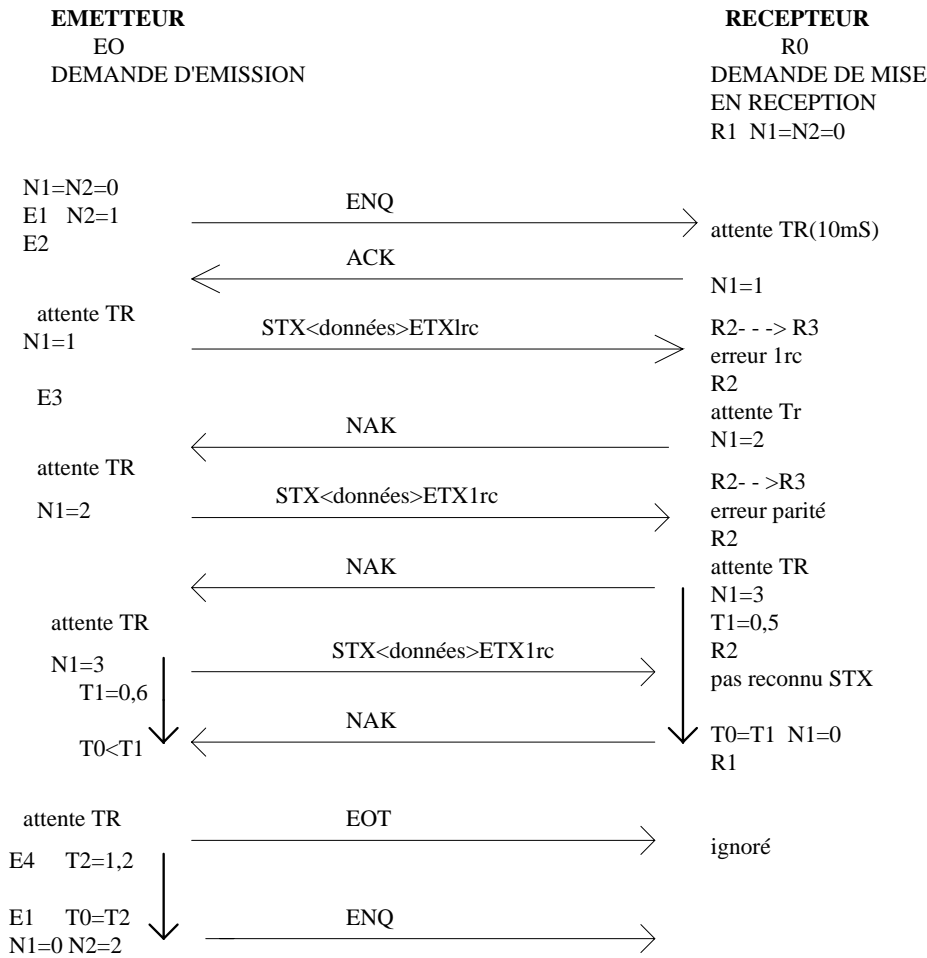 EMETTEUR
EO
DEMANDE D'EMISSION
RECEPTEUR
R0
DEMANDE DE MISE
EN RECEPTION
R1 N1=N2=0
N1=N2=0
E1 N2=1
E2
ENQ
attente TR(10mS)
ACK
N1=1
attente TR
N1=1
STX<données>ETXlrc
R2- - -> R3
erreur 1rc
R2
E3
attente Tr
NAK
N1=2
attente TR
N1=2
STX<données>ETX1rc
R2- - >R3
erreur parité
R2
NAK
attente TR
N1=3
T1=0,5
R2
pas reconnu STX
attente TR
N1=3
T1=0,6
STX<données>ETX1rc
NAK
T0<T1
T0=T1 N1=0
R1
attente TR
EOT
ignoré
E4 T2=1,2
E1 T0=T2
N1=0 N2=2
ENQ